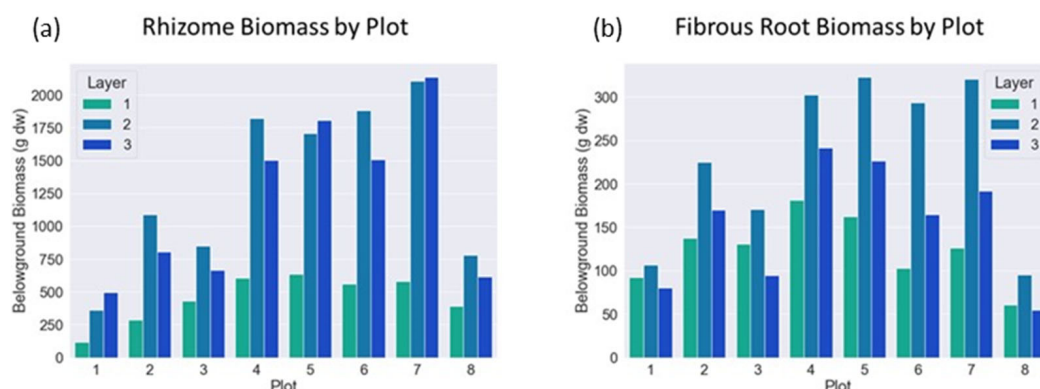 (a) Rhizome Biomass by Plot
Belowground Biomass (g dw)
2000
1750
1500
1250
1000
750
500
250
0
Layer
1
2
3
1 2 3 4 5 6 7 8
Plot
(b) Fibrous Root Biomass by Plot
Belowground Biomass (g dw)
300
250
200
150
100
50
0
Layer
1
2
3
1 2 3 4 5 6 7 8
Plot